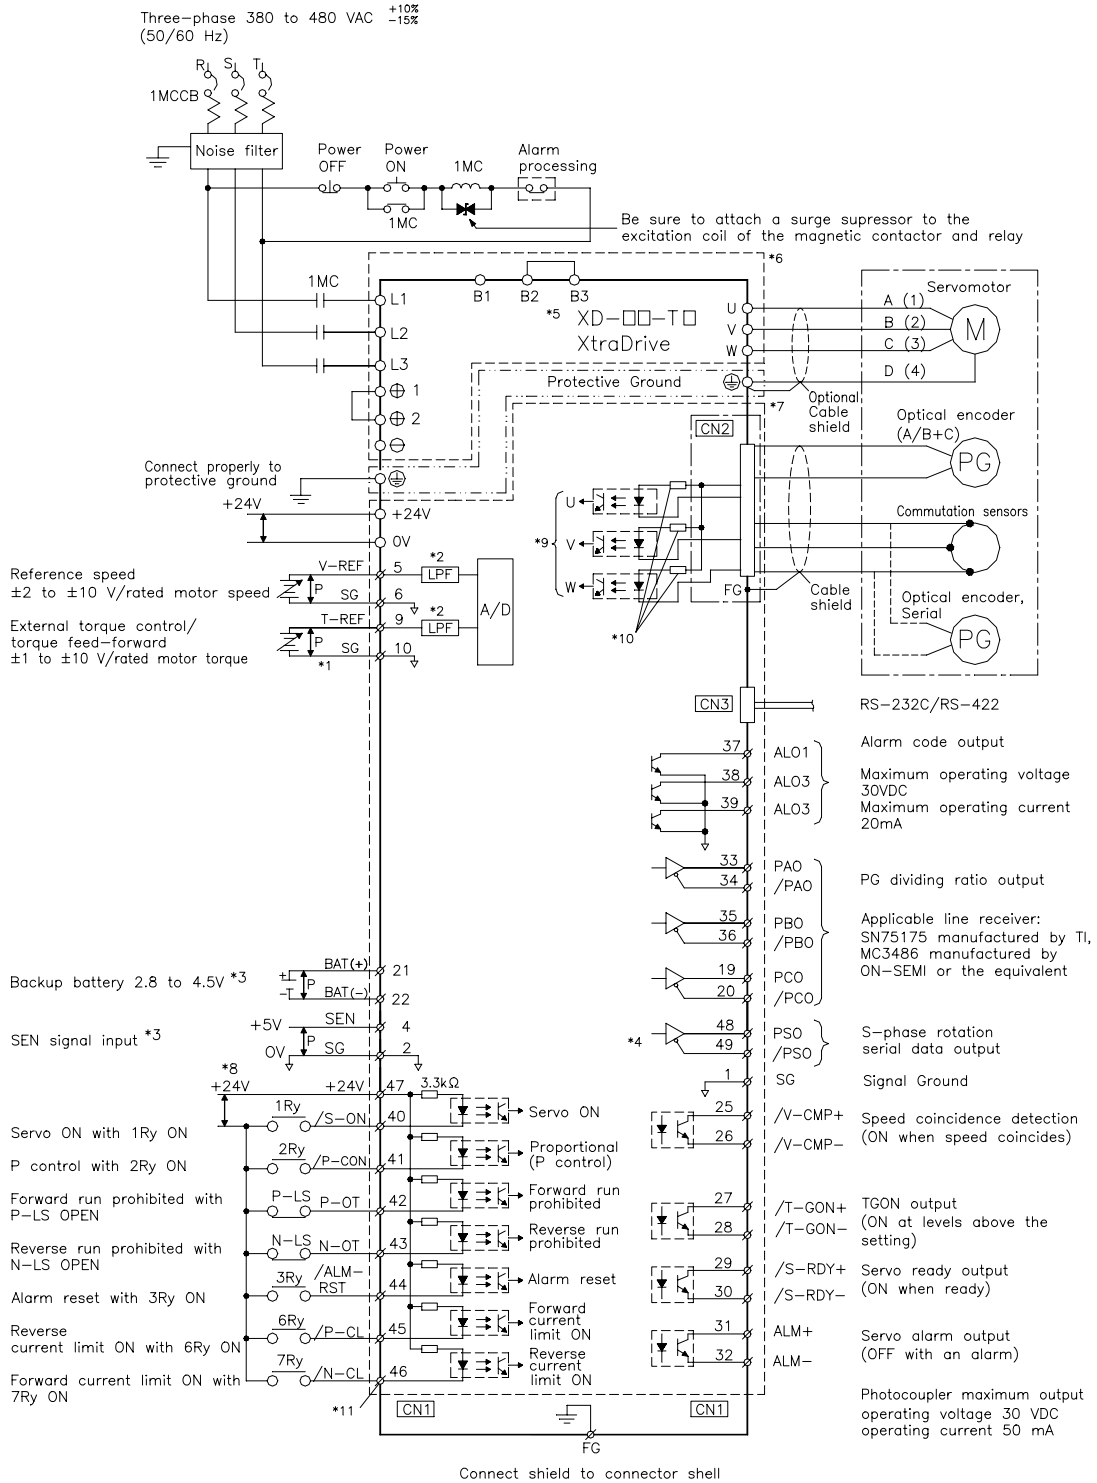 Three-phase 380 to 480 VAC +10% -15%
(50/60 Hz)
R S T
1MCCB
Noise filter
Power OFF
Power ON
1MC
Alarm processing
1MC
Be sure to attach a surge supressor to the
excitation coil of the magnetic contactor and relay
*6
1MC
L1
L2
L3
⊕ 1
⊕ 2
⊖
B1 B2 B3
*5 XD-□□-T□
XtraDrive
U
V
W
A (1)
B (2)
C (3)
D (4)
Servomotor
M
Protective Ground
*7
Optional
Cable
shield
Connect properly to
protective ground
+24V
+24V
0V
CN2
Optical encoder
(A/B+C)
PG
Commutation sensors
*9
U
V
W
*10
FG
Cable
shield
Optical encoder,
Serial
PG
Reference speed
±2 to ±10 V/rated motor speed
P
V-REF 5 *2 LPF
SG 6
A/D
External torque control/
torque feed-forward
±1 to ±10 V/rated motor torque
P
T-REF 9 *2 LPF
*1 SG 10
CN3
RS-232C/RS-422
37 ALO1
38 ALO3
39 ALO3
Alarm code output
Maximum operating voltage
30VDC
Maximum operating current
20mA
33 PAO
34 /PAO
35 PBO
36 /PBO
19 PCO
20 /PCO
PG dividing ratio output
Applicable line receiver:
SN75175 manufactured by TI,
MC3486 manufactured by
ON-SEMI or the equivalent
Backup battery 2.8 to 4.5V *3
+
-
P
BAT(+) 21
BAT(-) 22
SEN signal input *3
+5V SEN 4
P
0V SG 2
*4
48 PSO
49 /PSO
S-phase rotation
serial data output
1 SG Signal Ground
*8
+24V +24V 47 3.3kΩ
Servo ON with 1Ry ON
1Ry /S-ON 40
Servo ON
P control with 2Ry ON
2Ry /P-CON 41
Proportional
(P control)
Forward run prohibited with
P-LS OPEN
P-LS P-OT 42
Forward run
prohibited
Reverse run prohibited with
N-LS OPEN
N-LS N-OT 43
Reverse run
prohibited
Alarm reset with 3Ry ON
3Ry /ALM-
RST 44
Alarm reset
Reverse
current limit ON with 6Ry ON
6Ry /P-CL 45
Forward
current
limit ON
Forward current limit ON with
7Ry ON
7Ry /N-CL 46
Reverse
current
limit ON
*11
25 /V-CMP+
26 /V-CMP-
Speed coincidence detection
(ON when speed coincides)
27 /T-GON+
28 /T-GON-
TGON output
(ON at levels above the
setting)
29 /S-RDY+
30 /S-RDY-
Servo ready output
(ON when ready)
31 ALM+
32 ALM-
Servo alarm output
(OFF with an alarm)
Photocoupler maximum output
operating voltage 30 VDC
operating current 50 mA
CN1 CN1
FG
Connect shield to connector shell